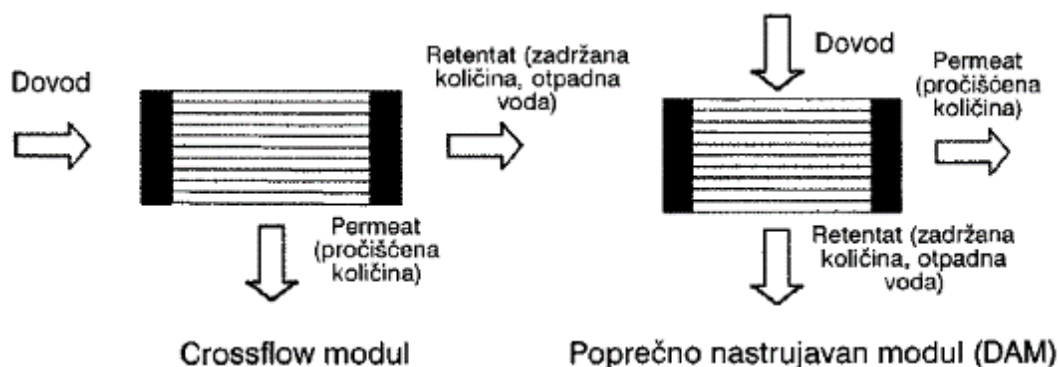 Dovod
Retentat (zadržana
količina, otpadna
voda)
Permeat
(pročišćena
količina)
Crossflow modul
Dovod
Permeat
(pročišćena
količina)
Retentat (zadržana
količina, otpadna
voda)
Poprečno nastrujavan modul (DAM)